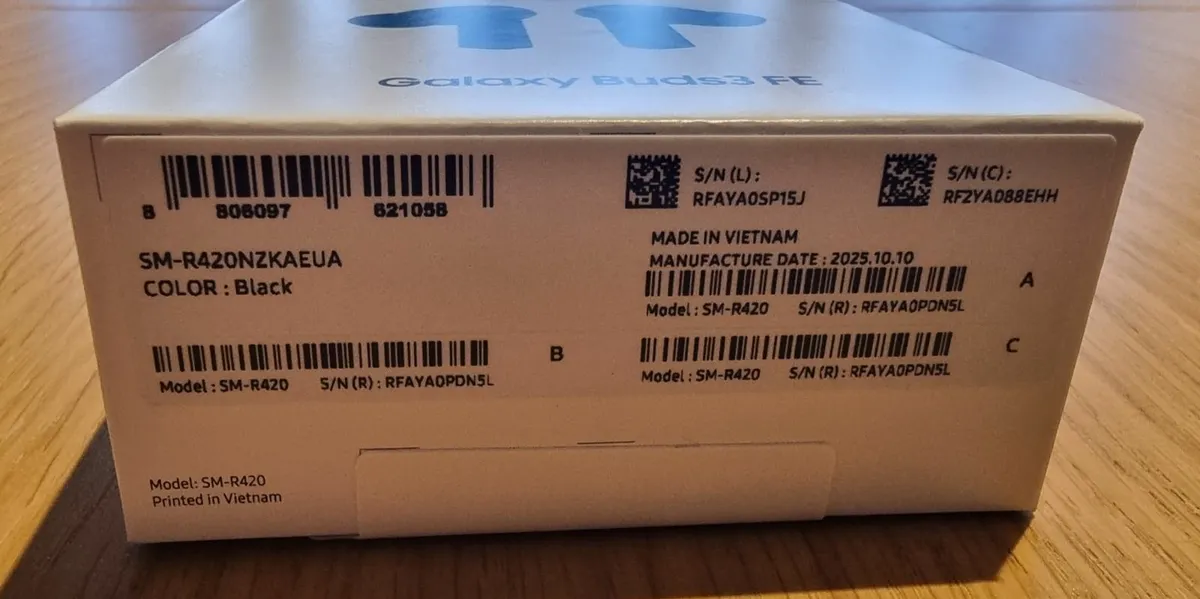 Galaxy Buds3 FE
8 806097 621058
S/N (L) :
RFAYA0SP15J
S/N (C) :
RF2YA088EHH
SM-R420NZKAEUA
COLOR : Black
MADE IN VIETNAM
MANUFACTURE DATE : 2025.10.10
A
Model : SM-R420 S/N (R) : RFAYA0PDN5L
B
Model : SM-R420 S/N (R) : RFAYA0PDN5L
C
Model : SM-R420 S/N (R) : RFAYA0PDN5L
Model: SM-R420
Printed in Vietnam